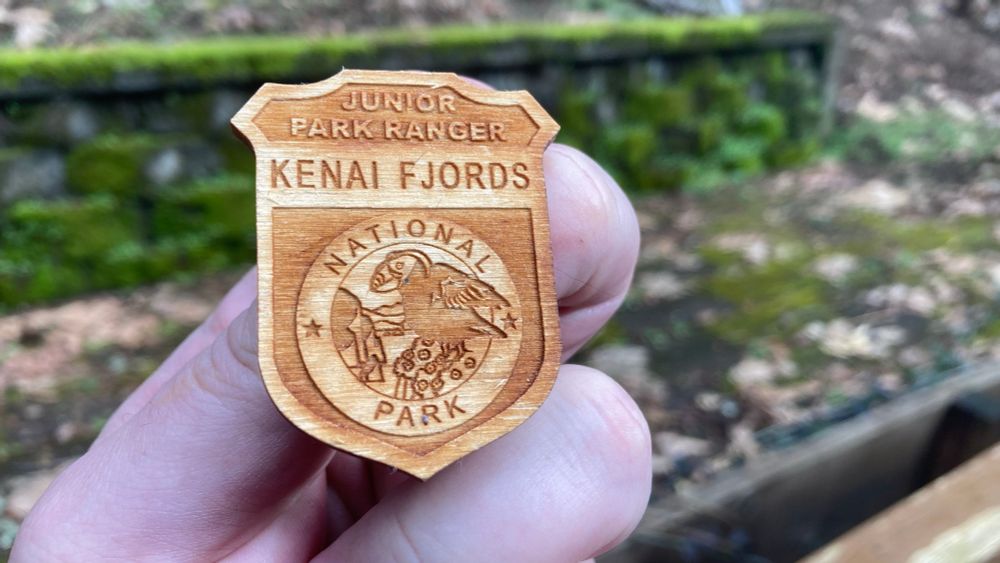 JUNIOR
PARK RANGER
KENAI FJORDS
NATIONAL
PARK